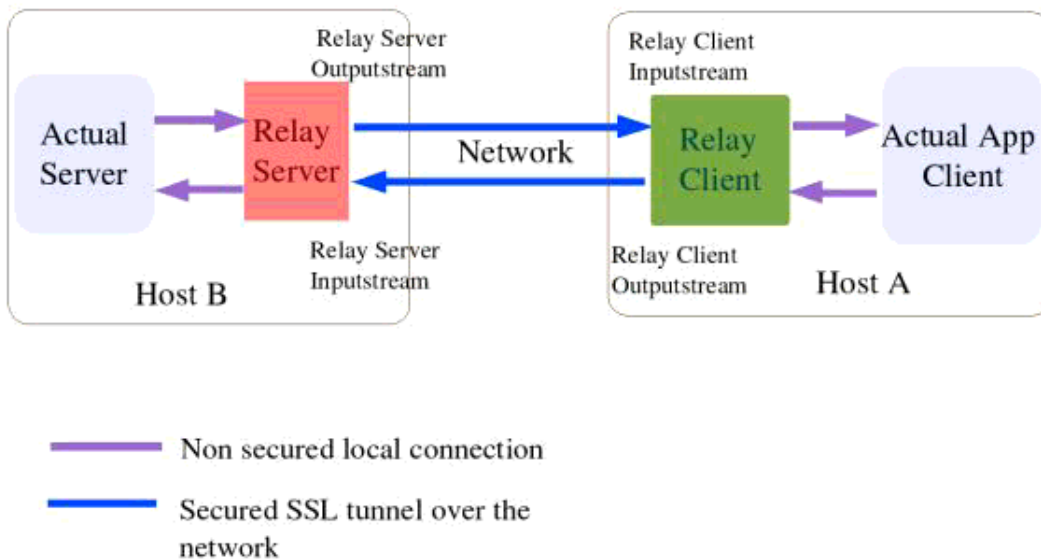 Relay Server
Outputstream
Relay Client
Inputstream
Actual
Server
Relay
Server
Network
Relay
Client
Actual App
Client
Relay Server
Inputstream
Relay Client
Outputstream
Host B
Host A
Non secured local connection
Secured SSL tunnel over the
network